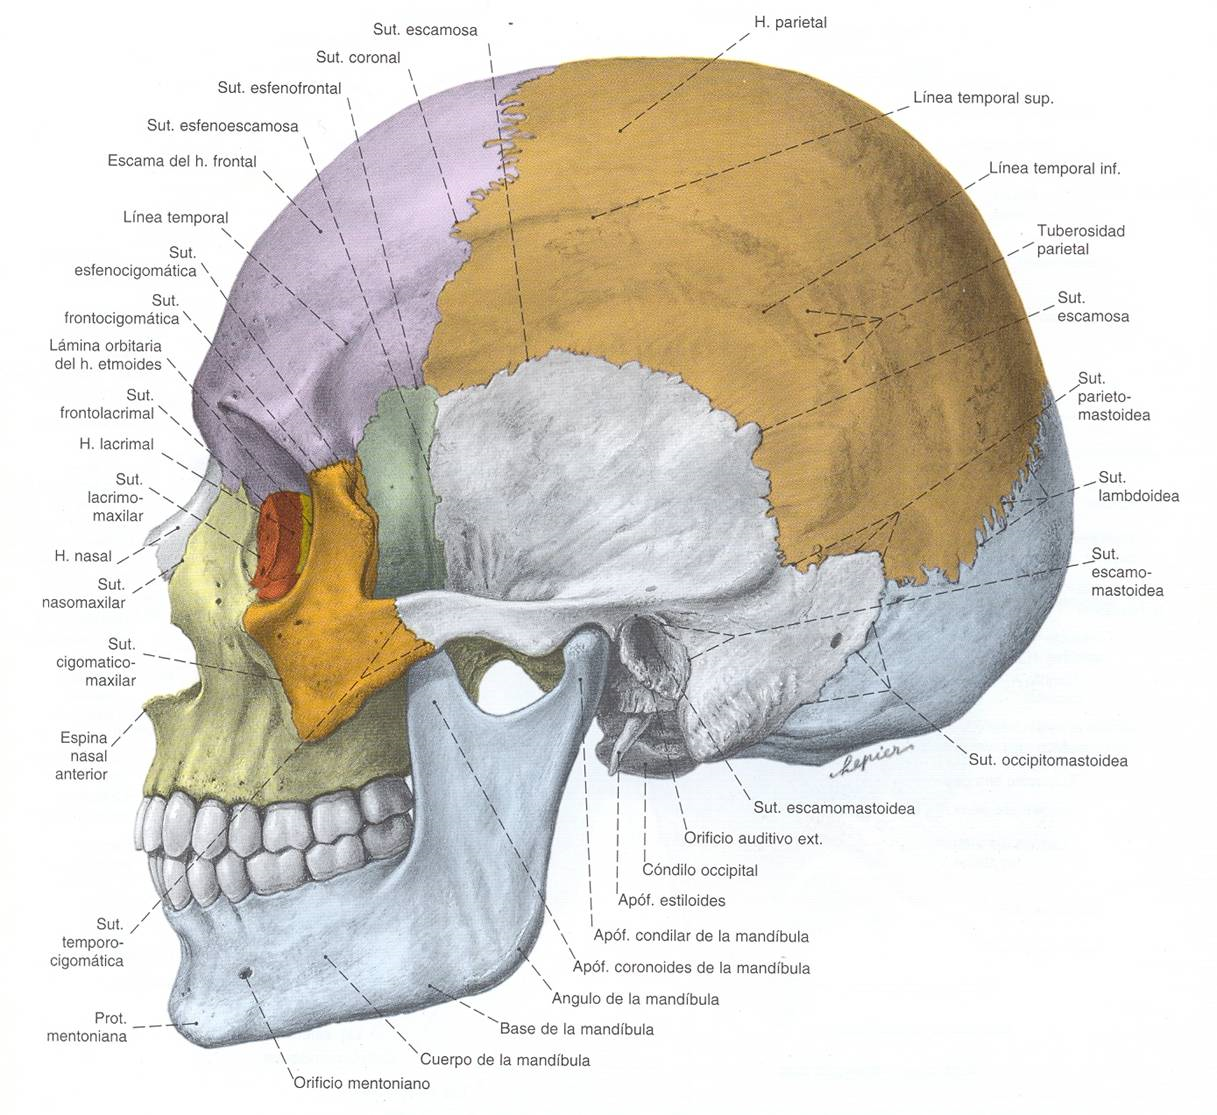 Sut. escamosa
Sut. coronal
Sut. esfenofrontal
Sut. esfenoescamosa
Escama del h. frontal
Línea temporal
Sut.
esfenocigomática
Sut.
frontocigomática
Lámina orbitaria
del h. etmoides
Sut.
frontolacrimal
H. lacrimal
Sut.
lacrimo-
maxilar
H. nasal
Sut.
nasomaxilar
Sut.
cigomatico-
maxilar
Espina
nasal
anterior
Sut.
temporo-
cigomática
Prot.
mentoniana
H. parietal
Línea temporal sup.
Línea temporal inf.
Tuberosidad
parietal
Sut.
escamosa
Sut.
parieto-
mastoidea
Sut.
lambdoidea
Sut.
escamo-
mastoidea
lepier
Sut. occipitomastoidea
Sut. escamomastoidea
Orificio auditivo ext.
Cóndilo occipital
Apóf. estiloides
Apóf. condilar de la mandíbula
Apóf. coronoides de la mandíbula
Angulo de la mandíbula
Base de la mandíbula
Cuerpo de la mandíbula
Orificio mentoniano